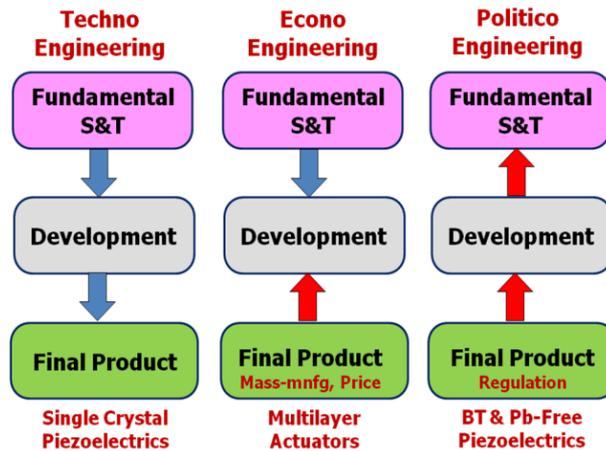 Techno
Engineering
Fundamental
S&T
Development
Final Product
Single Crystal
Piezoelectrics
Econo
Engineering
Fundamental
S&T
Development
Final Product
Mass-mnfg, Price
Multilayer
Actuators
Politico
Engineering
Fundamental
S&T
Development
Final Product
Regulation
BT & Pb-Free
Piezoelectrics